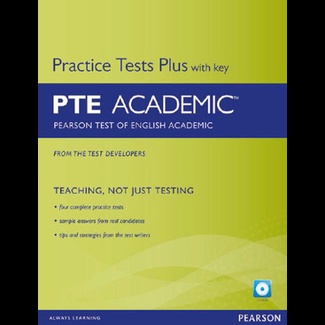 Practice Tests Plus with key
PTE ACADEMIC™
PEARSON TEST OF ENGLISH ACADEMIC
FROM THE TEST DEVELOPERS
TEACHING, NOT JUST TESTING
• four complete practice tests
• sample answers from real candidates
• tips and strategies from the test writers
ALWAYS LEARNING
PEARSON